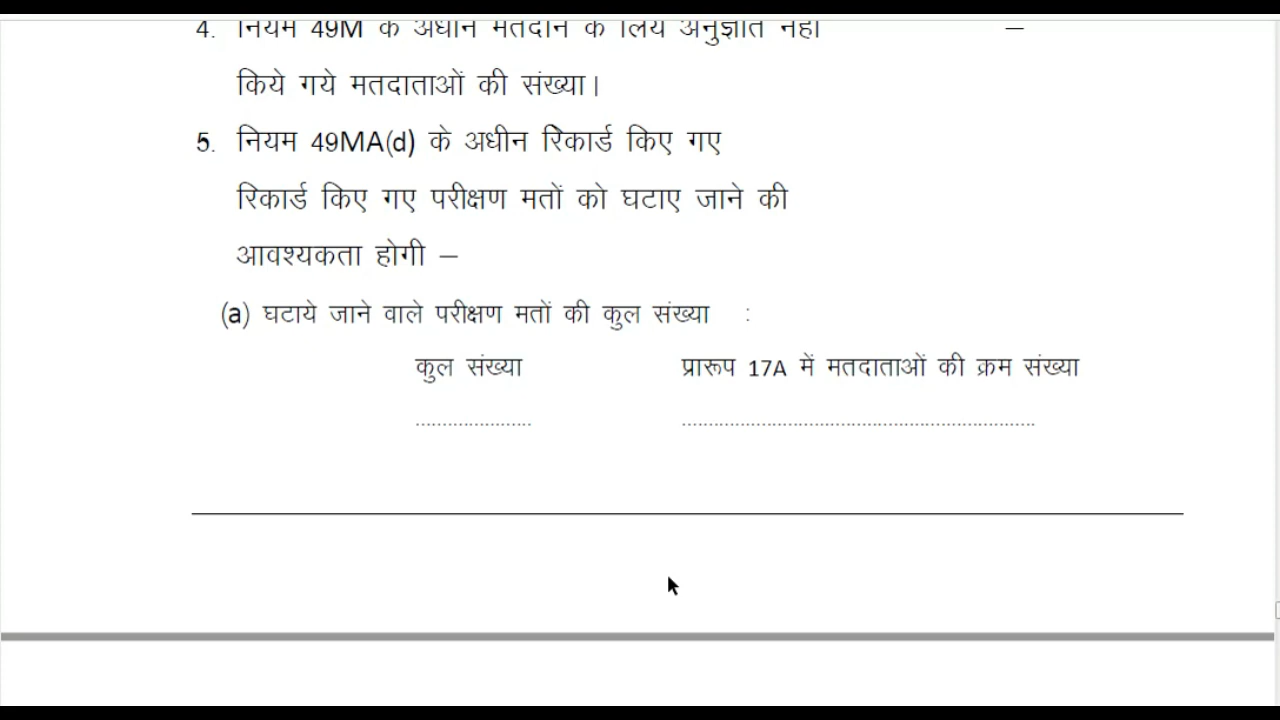 4. नियम 49M के अधीन मतदान के लिये अनुज्ञात नहीं –
किये गये मतदाताओं की संख्या।
5. नियम 49MA(d) के अधीन रिेकार्ड किए गए
रिकार्ड किए गए परीक्षण मतों को घटाए जाने की
आवश्यकता होगी –
(a) घटाये जाने वाले परीक्षण मतों की कुल संख्या :
कुल संख्या प्रारूप 17A में मतदाताओं की क्रम संख्या
...................... ...................................................................